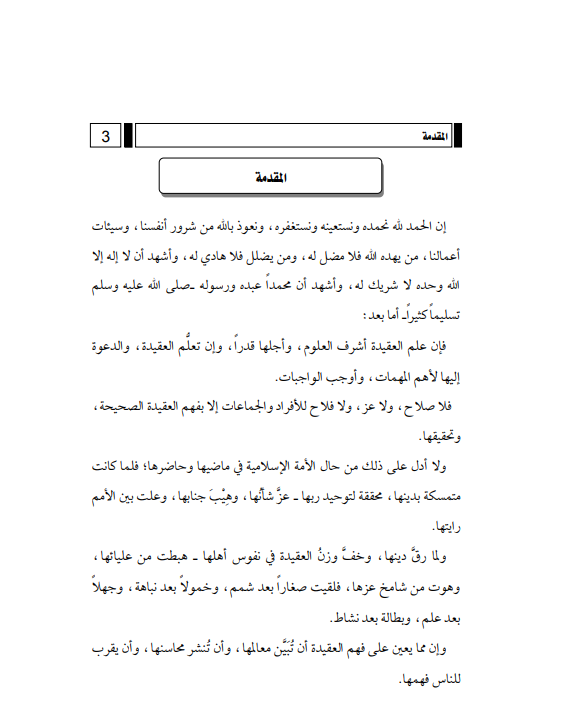 المقدمة
3
المقدمة
إن الحمد لله نحمده ونستعينه ونستغفره، ونعوذ بالله من شرور أنفسنا، وسيئات
أعمالنا، من يهده الله فلا مضل له، ومن يضلل فلا هادي له، وأشهد أن لا إله إلا
الله وحده لا شريك له، وأشهد أن محمداً عبده ورسوله ـ صلى الله عليه وسلم
تسليماً كثيراً ـ أما بعد:
فإن علم العقيدة أشرف العلوم، وأجلها قدراً، وإن تعلُّم العقيدة، والدعوة
إليها لأهم المهمات، وأوجب الواجبات.
فلا صلاح، ولا عز، ولا فلاح للأفراد والجماعات إلا بفهم العقيدة الصحيحة،
وتحقيقها.
ولا أدل على ذلك من حال الأمة الإسلامية في ماضيها وحاضرها؛ فلما كانت
متمسكة بدينها، محققة لتوحيد ربها ـ عزَّ شأنُها، وهِيْبَ جنابها، وعلت بين الأمم
رايتها.
ولما رقَّ دينها، وخفَّ وزنُ العقيدة في نفوس أهلها ـ هبطت من عليائها،
وهوت من شامخ عزها، فلقيت صغاراً بعد شمم، وخمولاً بعد نباهة، وجهلاً
بعد علم، وبطالة بعد نشاط.
وإن مما يعين على فهم العقيدة أن تُبَيَّن معالمها، وأن تُنشر محاسنها، وأن يقرب
للناس فهمها.